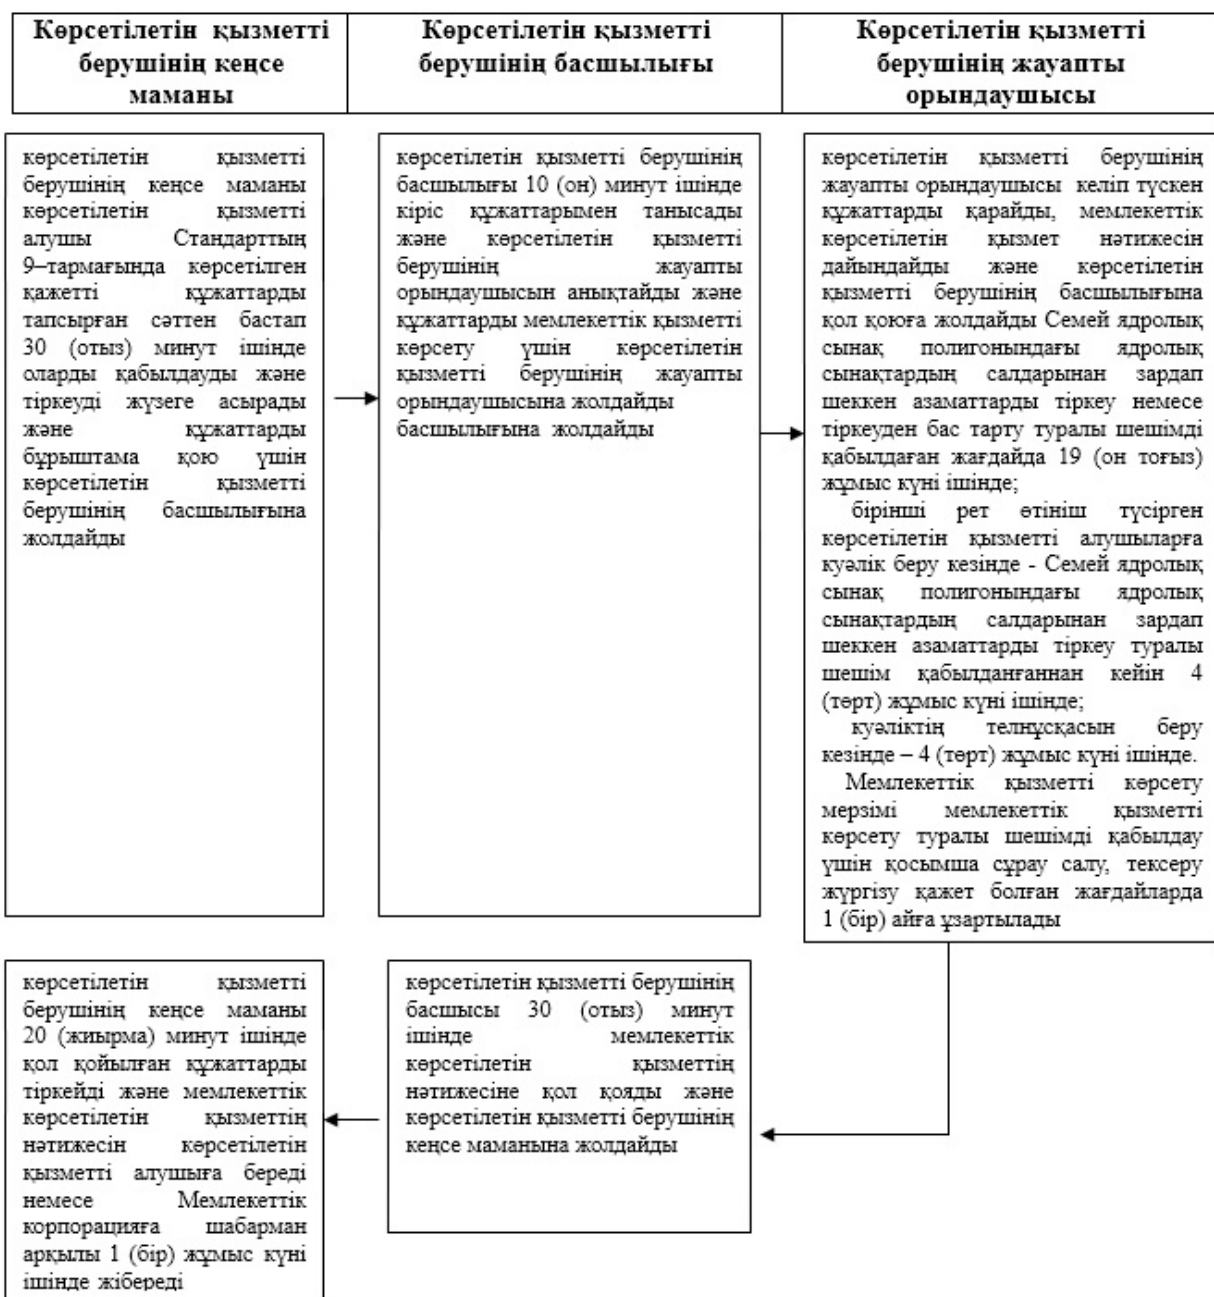 Көрсетілетін қызметті
берушінің кеңсе
маманы
Көрсетілетін қызметті
берушінің басшылығы
Көрсетілетін қызметті
берушінің жауапты
орындаушысы
көрсетілетін қызметті
берушінің кеңсе маманы
көрсетілетін қызметті
алушы Стандарттың
9–тармағында көрсетілген
қажетті құжаттарды
тапсырған сәттен бастап
30 (отыз) минут ішінде
оларды қабылдауды және
тіркеуді жүзеге асырады
және құжаттарды
бұрыштама қою үшін
көрсетілетін қызметті
берушінің басшылығына
жолдайды
көрсетілетін қызметті берушінің
басшылығы 10 (он) минут ішінде
кіріс құжаттарымен танысады
және көрсетілетін қызметті
берушінің жауапты
орындаушысын анықтайды және
құжаттарды мемлекеттік қызметті
көрсету үшін көрсетілетін
қызметті берушінің жауапты
орындаушысына жолдайды
басшылығына жолдайды
көрсетілетін қызметті берушінің
жауапты орындаушысы келіп түскен
құжаттарды қарайды, мемлекеттік
көрсетілетін қызмет нәтижесін
дайындайды және көрсетілетін
қызметті берушінің басшылығына
қол қоюға жолдайды Семей ядролық
сынақ полигонындағы ядролық
сынақтардың салдарынан зардап
шеккен азаматтарды тіркеу немесе
тіркеуден бас тарту туралы шешімді
қабылдаған жағдайда 19 (он тоғыз)
жұмыс күні ішінде;
бірінші рет өтініш түсірген
көрсетілетін қызметті алушыларға
куәлік беру кезінде - Семей ядролық
сынақ полигонындағы ядролық
сынақтардың салдарынан зардап
шеккен азаматтарды тіркеу туралы
шешім қабылданғаннан кейін 4
(төрт) жұмыс күні ішінде;
куәліктің телнұсқасын беру
кезінде – 4 (төрт) жұмыс күні ішінде.
Мемлекеттік қызметті көрсету
мерзімі мемлекеттік қызметті
көрсету туралы шешімді қабылдау
үшін қосымша сұрау салу, тексеру
жүргізу қажет болған жағдайларда
1 (бір) айға ұзартылады
көрсетілетін қызметті
берушінің кеңсе маманы
20 (жиырма) минут ішінде
қол қойылған құжаттарды
тіркейді және мемлекеттік
көрсетілетін қызметтің
нәтижесін көрсетілетін
қызметті алушыға береді
немесе Мемлекеттік
корпорацияға шабарман
арқылы 1 (бір) жұмыс күні
ішінде жібереді
көрсетілетін қызметті берушінің
басшысы 30 (отыз) минут
ішінде мемлекеттік
көрсетілетін қызметтің
нәтижесіне қол қояды және
көрсетілетін қызметті берушінің
кеңсе маманына жолдайды